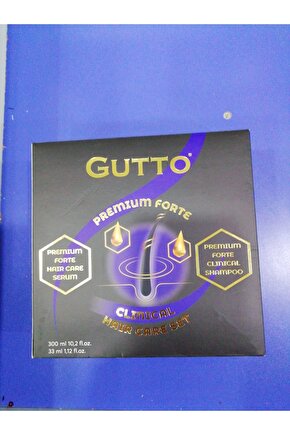 GUTTO®
PREMIUM FORTE
PREMIUM
FORTE
HAIR CARE
SERUM
PREMIUM
FORTE
CLINICAL
SHAMPOO
CLINICAL
HAIR CARE SET
300 ml 10,2 fl.oz.
33 ml 1,12 fl.oz.